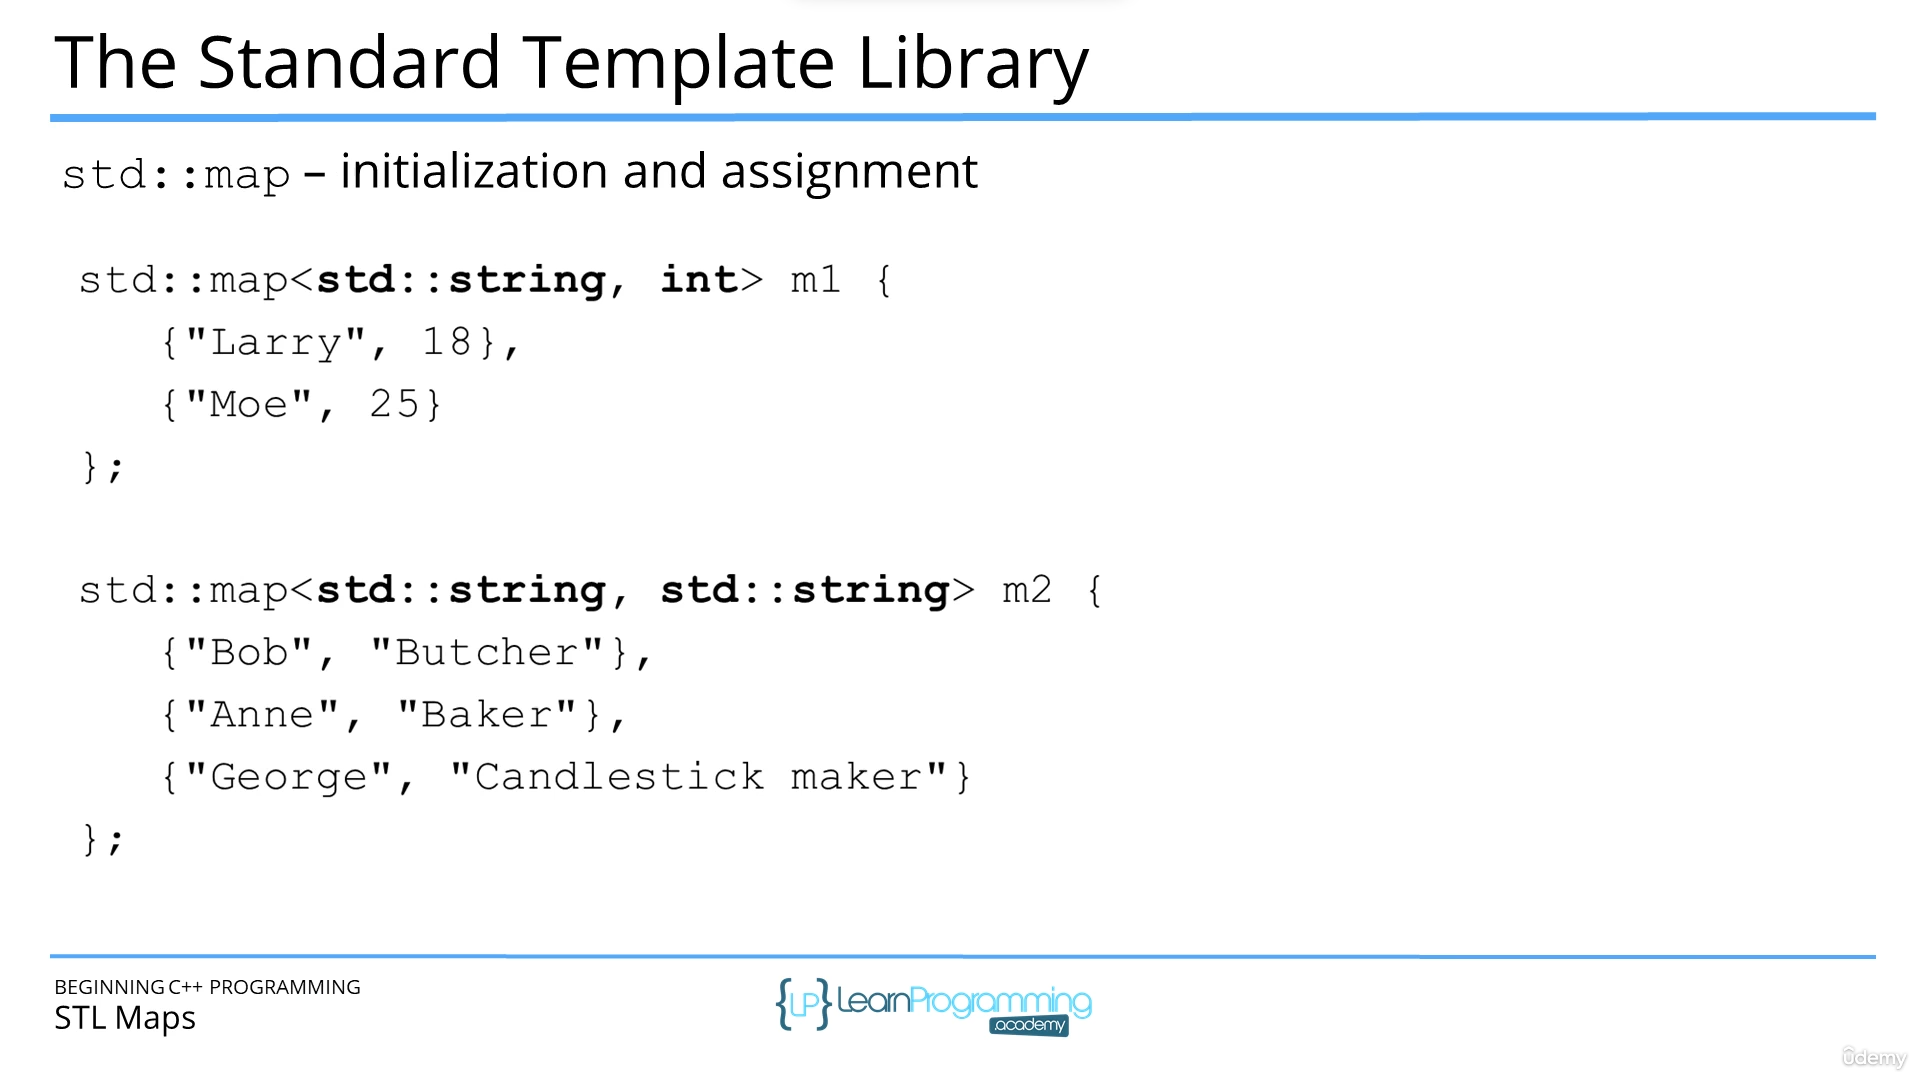 The Standard Template Library
std::map – initialization and assignment
std::map<std::string, int> m1 {
{"Larry", 18},
{"Moe", 25}
};
std::map<std::string, std::string> m2 {
{"Bob", "Butcher"},
{"Anne", "Baker"},
{"George", "Candlestick maker"}
};
BEGINNING C++ PROGRAMMING
STL Maps
{LP} LearnProgramming
.academy
ûdemy